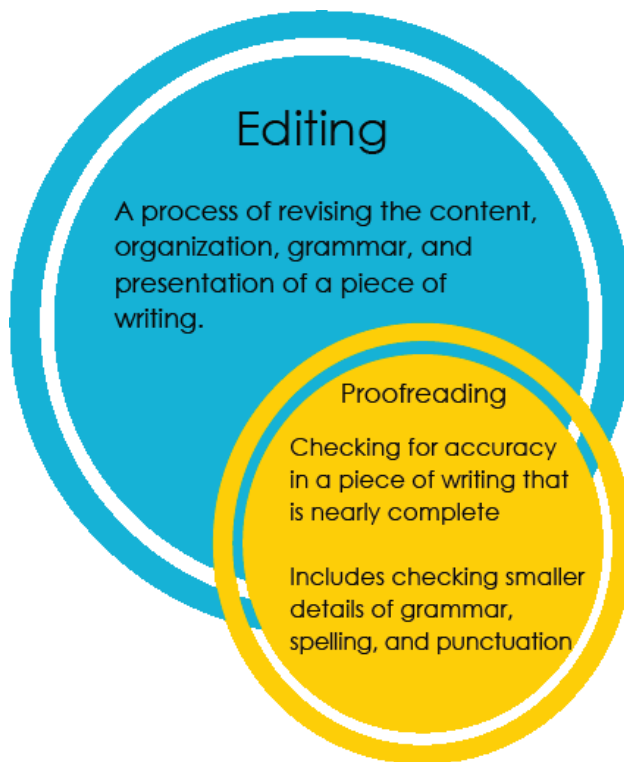 Editing
A process of revising the content,
organization, grammar, and
presentation of a piece of
writing.
Proofreading
Checking for accuracy
in a piece of writing that
is nearly complete
Includes checking smaller
details of grammar,
spelling, and punctuation